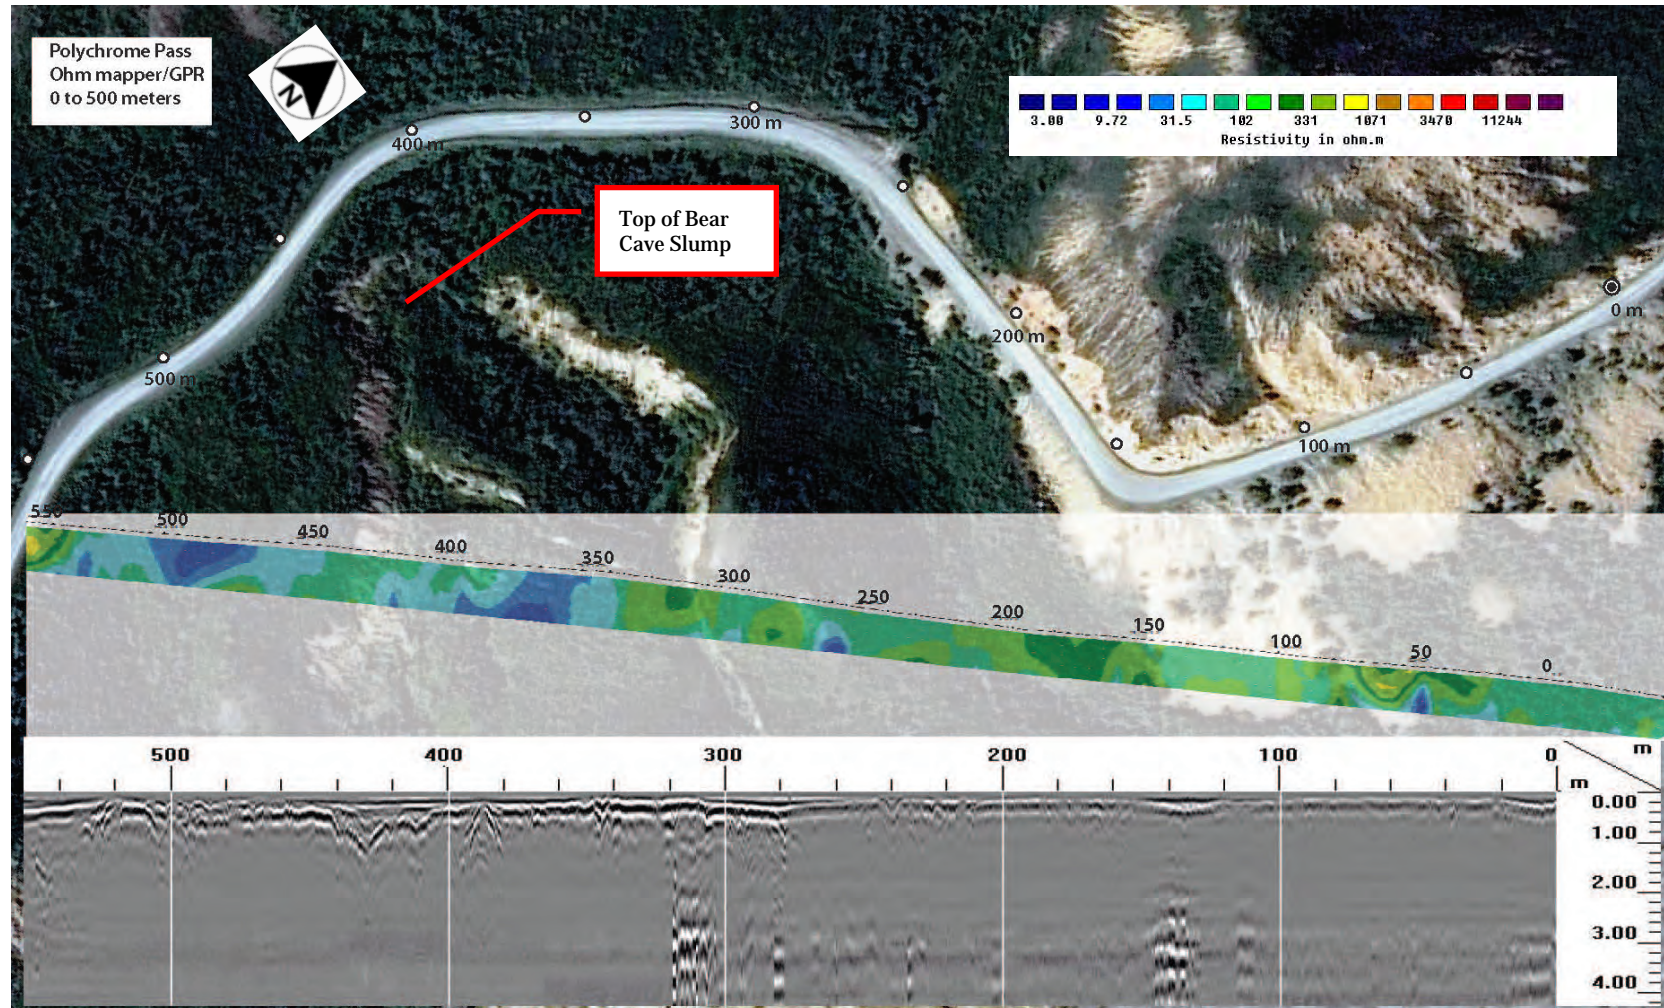 Polychrome Pass
Ohm mapper/GPR
0 to 500 meters
N
3.00 9.72 31.5 102 331 1071 3470 11244
Resistivity in ohm.m
400 m
300 m
Top of Bear
Cave Slump
0 m
200 m
500 m
100 m
550 500 450 400 350 300 250 200 150 100 50 0
500 400 300 200 100 0 m
m
0.00
1.00
2.00
3.00
4.00